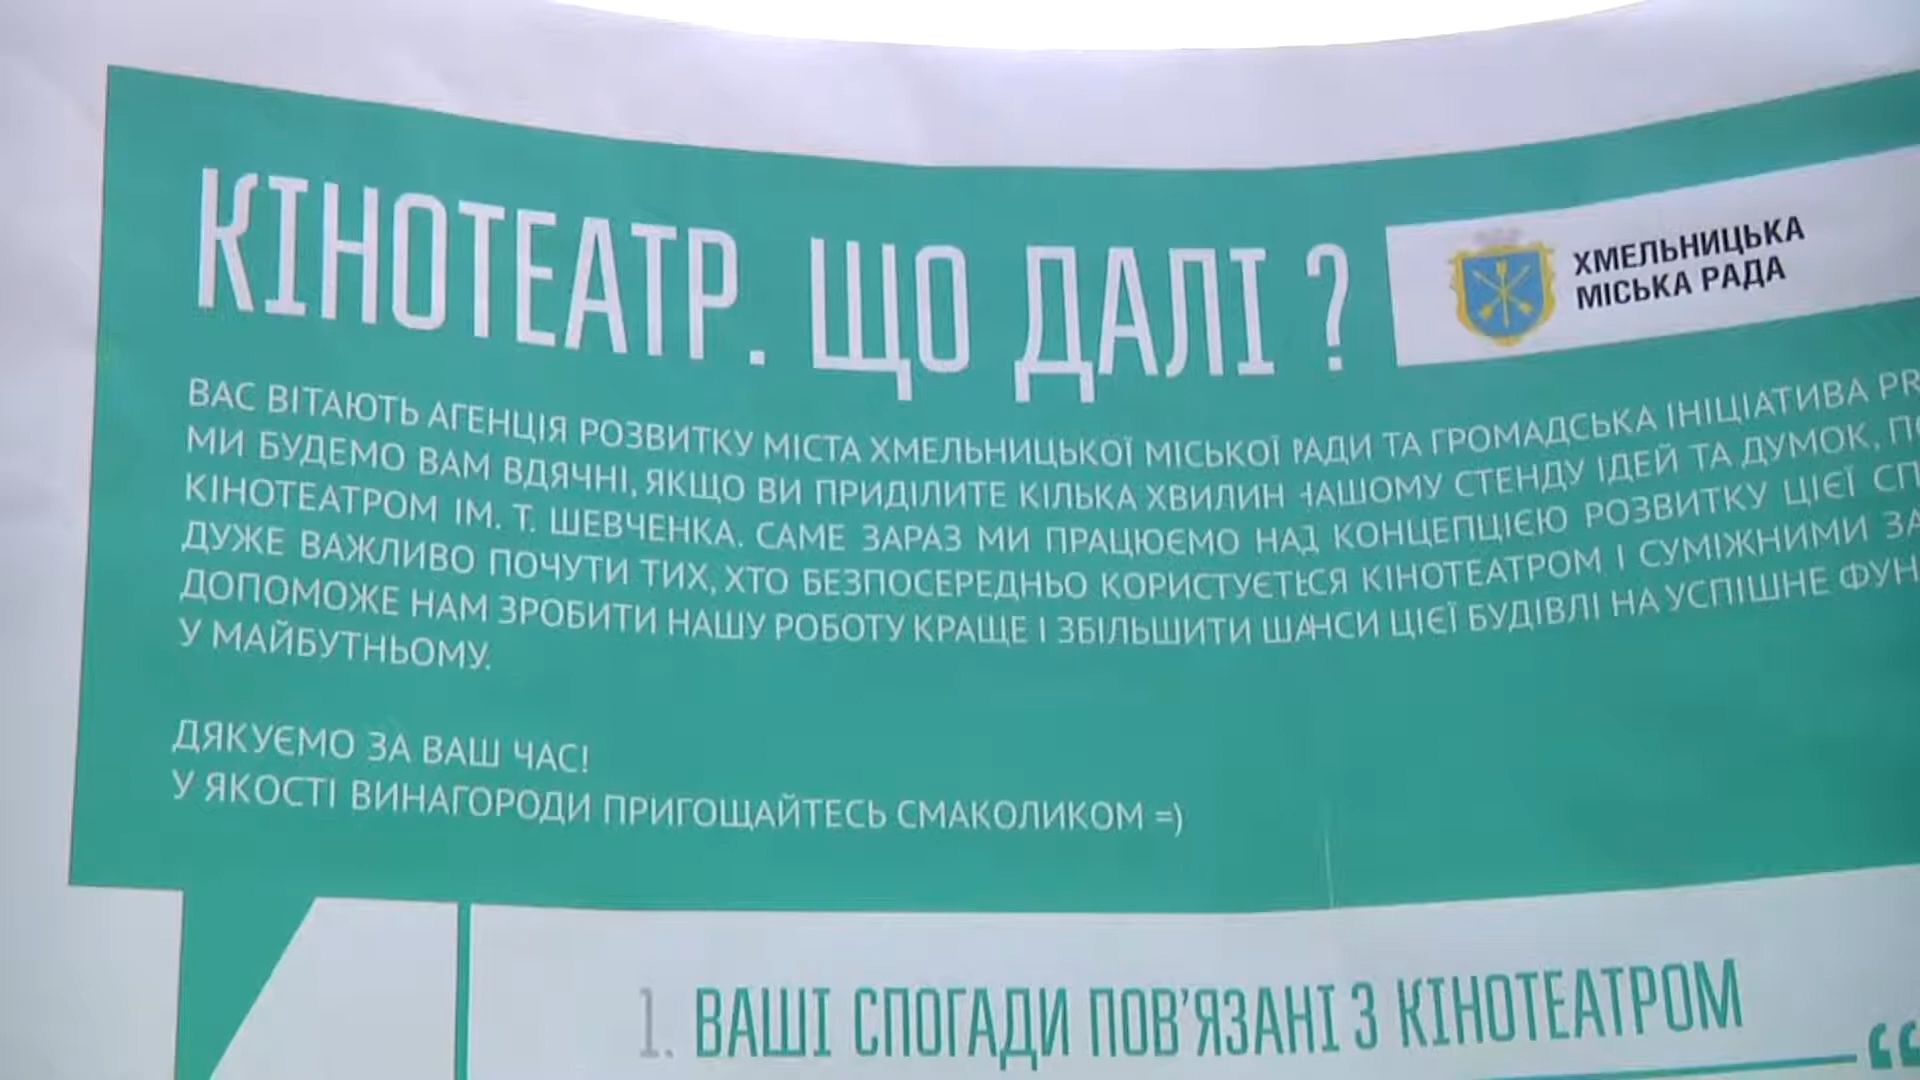 КІНОТЕАТР. ЩО ДАЛІ ?
ХМЕЛЬНИЦЬКА
МІСЬКА РАДА
ВАС ВІТАЮТЬ АГЕНЦІЯ РОЗВИТКУ МІСТА ХМЕЛЬНИЦЬКОЇ МІСЬКОЇ РАДИ ТА ГРОМАДСЬКА ІНІЦІАТИВА
МИ БУДЕМО ВАМ ВДЯЧНІ, ЯКЩО ВИ ПРИДІЛИТЕ КІЛЬКА ХВИЛИН НАШОМУ СТЕНДУ ІДЕЙ ТА ДУМОК,
КІНОТЕАТРОМ ІМ. Т. ШЕВЧЕНКА. САМЕ ЗАРАЗ МИ ПРАЦЮЄМО НАД КОНЦЕПЦІЄЮ РОЗВИТКУ ЦІЄЇ
ДУЖЕ ВАЖЛИВО ПОЧУТИ ТИХ, ХТО БЕЗПОСЕРЕДНЬО КОРИСТУЄТЬСЯ КІНОТЕАТРОМ І СУМІЖНИМИ
ДОПОМОЖЕ НАМ ЗРОБИТИ НАШУ РОБОТУ КРАЩЕ І ЗБІЛЬШИТИ ШАНСИ ЦІЄЇ БУДІВЛІ НА УСПІШНЕ
У МАЙБУТНЬОМУ.
ДЯКУЄМО ЗА ВАШ ЧАС!
У ЯКОСТІ ВИНАГОРОДИ ПРИГОЩАЙТЕСЬ СМАКОЛИКОМ =)
1. ВАШІ СПОГАДИ ПОВ'ЯЗАНІ З КІНОТЕАТРОМ